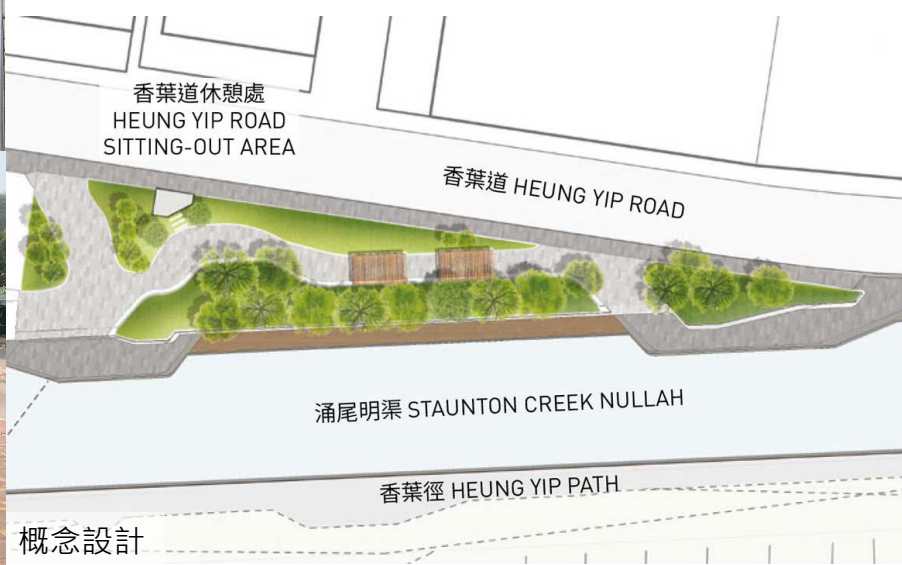 香葉道休憩處
HEUNG YIP ROAD
SITTING-OUT AREA
香葉道 HEUNG YIP ROAD
涌尾明渠 STAUNTON CREEK NULLAH
香葉徑 HEUNG YIP PATH
概念設計